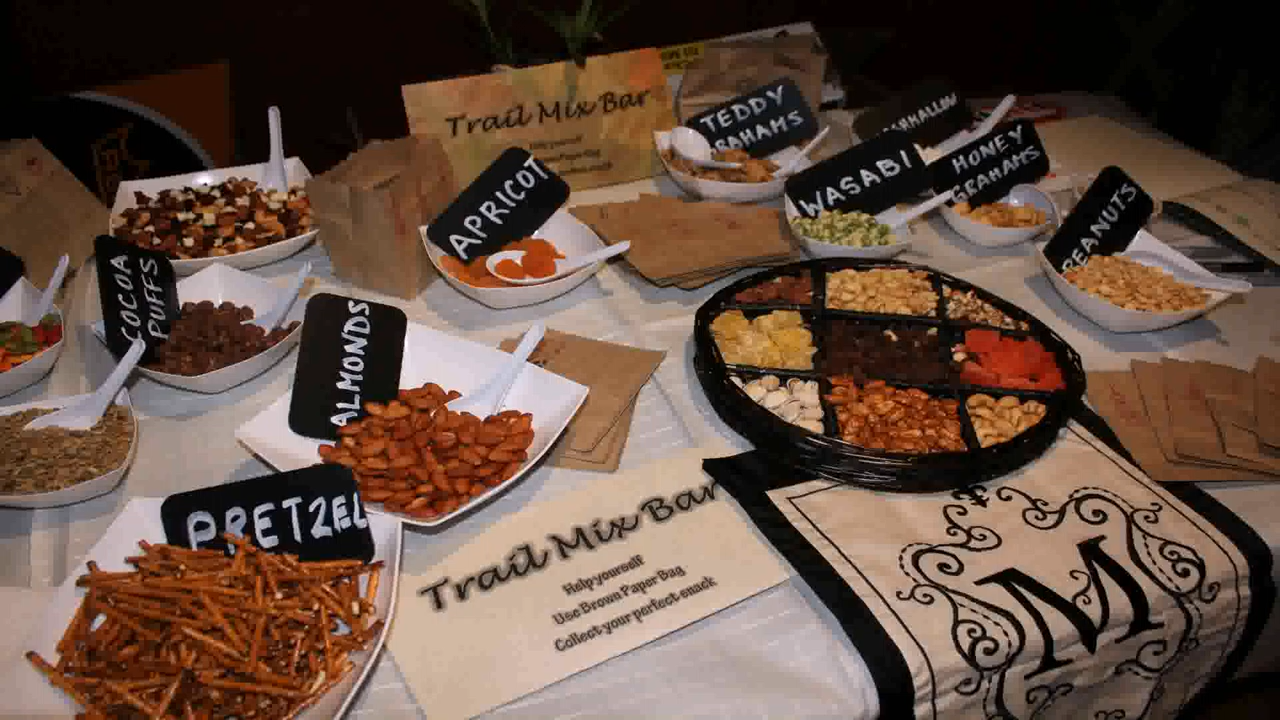 Trail Mix Bar
TEDDY
GRAHAMS
WASABI
HONEY
GRAHAMS
PEANUTS
APRICOT
COCOA
PUFFS
ALMONDS
PRETZEL
Trail Mix Bar
Help yourself
Use Brown Paper Bag
Collect your perfect snack
M